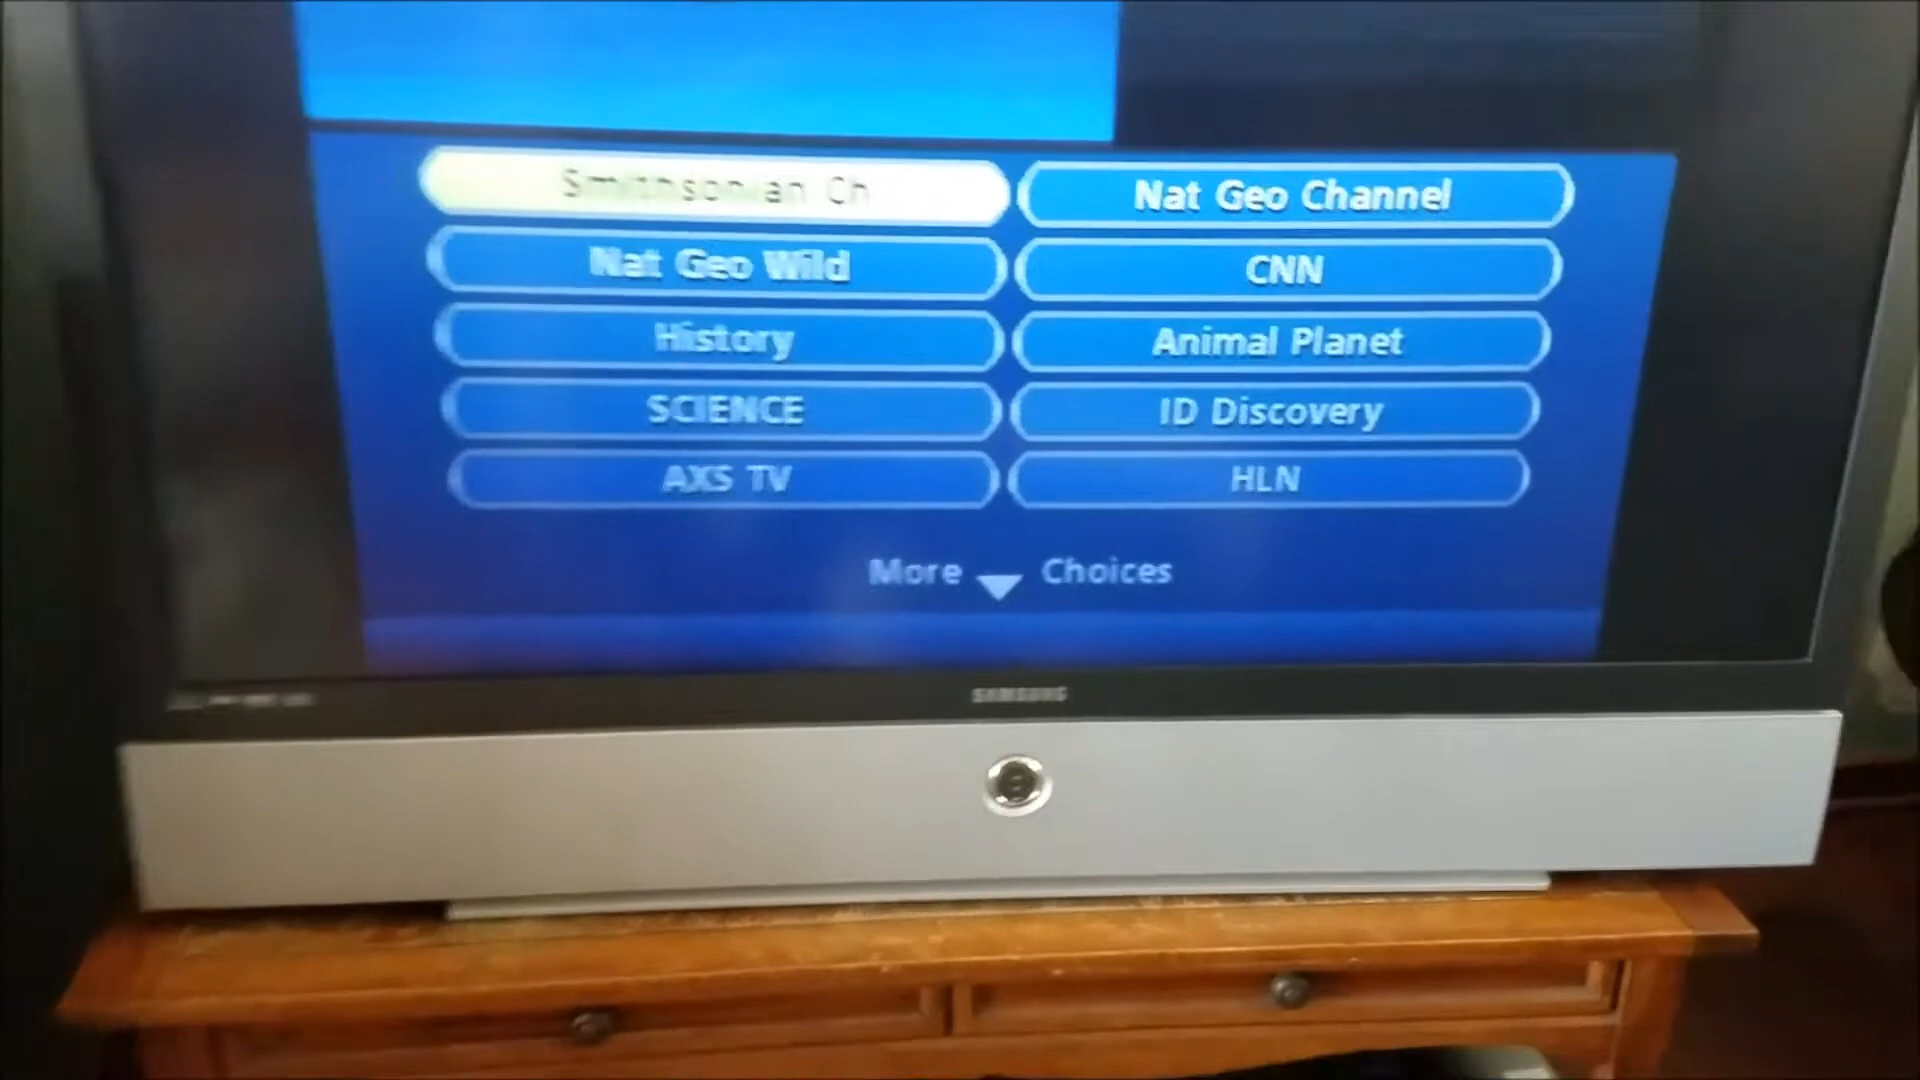 Smithsonian Ch
Nat Geo Channel
Nat Geo Wild
CNN
History
Animal Planet
SCIENCE
ID Discovery
AXS TV
HLN
More Choices
SAMSUNG